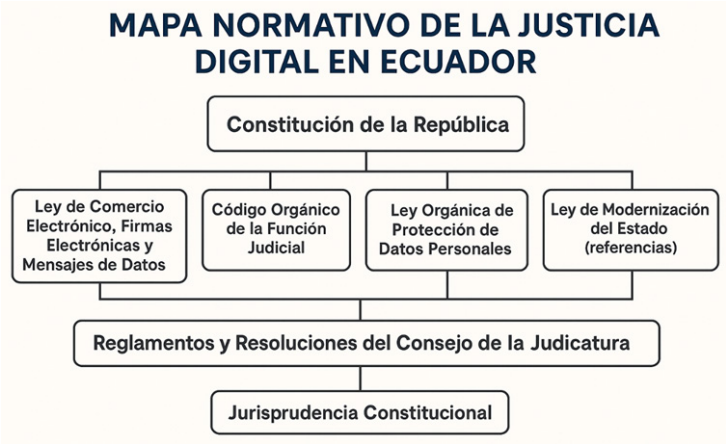 MAPA NORMATIVO DE LA JUSTICIA
DIGITAL EN ECUADOR
Constitución de la República
Ley de Comercio
Electrónico, Firmas
Electrónicas y
Mensajes de Datos
Código Orgánico
de la Función
Judicial
Ley Orgánica de
Protección de
Datos Personales
Ley de Modernización
del Estado
(referencias)
Reglamentos y Resoluciones del Consejo de la Judicatura
Jurisprudencia Constitucional